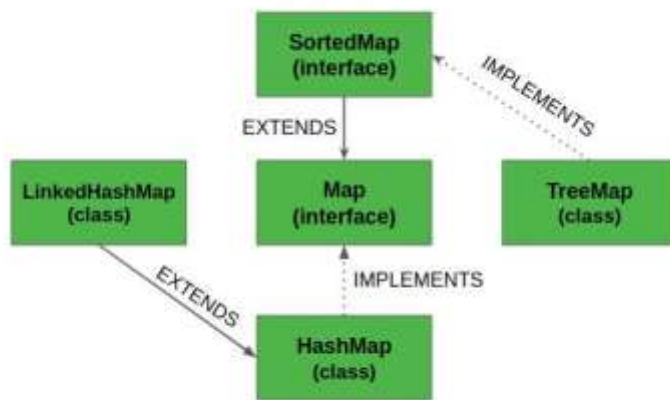 SortedMap
(interface)
IMPLEMENTS
EXTENDS
LinkedHashMap
(class)
Map
(interface)
TreeMap
(class)
EXTENDS
IMPLEMENTS
HashMap
(class)